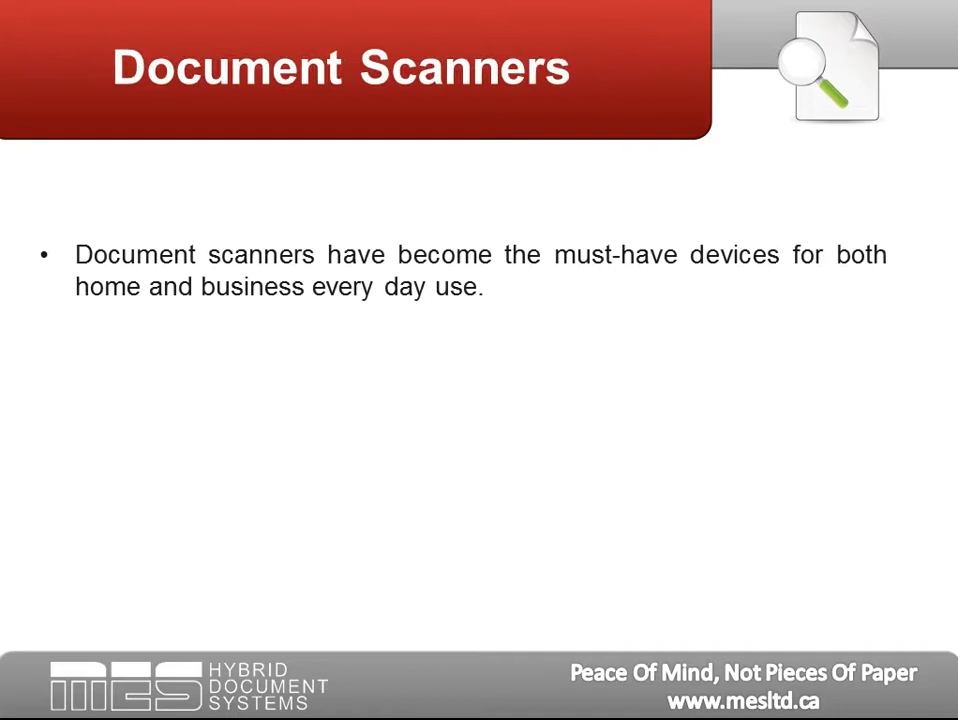 Document Scanners
• Document scanners have become the must-have devices for both
home and business every day use.
MES HYBRID
DOCUMENT
SYSTEMS
Peace Of Mind, Not Pieces Of Paper
www.mesltd.ca